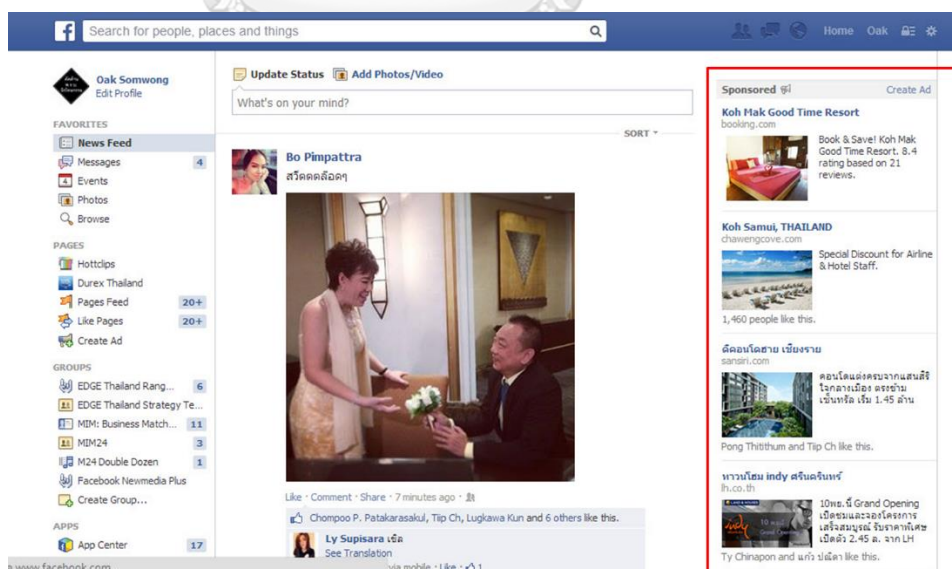 Search for people, places and things
Home Oak
Oak Somwong
Edit Profile
FAVORITES
News Feed
Messages 4
Events
Photos
Browse
PAGES
Hottclips
Durex Thailand
Pages Feed 20+
Like Pages 20+
Create Ad
GROUPS
EDGE Thailand Rang... 6
EDGE Thailand Strategy Te...
MIM: Business Match... 11
MIM24 3
M24 Double Dozen 1
Facebook Newmedia Plus
Create Group...
APPS
App Center 17
www.facebook.com
Update Status Add Photos/Video
What's on your mind?
SORT
Bo Pimpattra
สวีตตตล๊อตๆ
Like · Comment · Share · 7 minutes ago ·
Chompoo P. Patakarasakul, Tiip Ch, Lugkawa Kun and 6 others like this.
Ly Supisara เซิล
See Translation
via mobile · Like · 1
Sponsored Create Ad
Koh Mak Good Time Resort
booking.com
Book & Save! Koh Mak
Good Time Resort. 8.4
rating based on 21
reviews.
Koh Samui, THAILAND
chawengcove.com
Special Discount for Airline
& Hotel Staff.
1,460 people like this.
ดีคอนโดฮาย เชียงราย
sansiri.com
คอนโดแต่งครบจากแสนสิริ
ใจกลางเมือง ตรงข้าม
เซ็นทรัล เริ่ม 1.45 ล้าน
Pong Thitithum and Tiip Ch like this.
ทาวน์โฮม indy ศรีนครินทร์
lh.co.th
10พย.นี้ Grand Opening
เปิดชมและจองโครงการ
เสร็จสมบูรณ์ รับราคาพิเศษ
เปิดตัว 2.45 ล. จาก LH
Ty Chinapon and แก้ว ปณิตา like this.